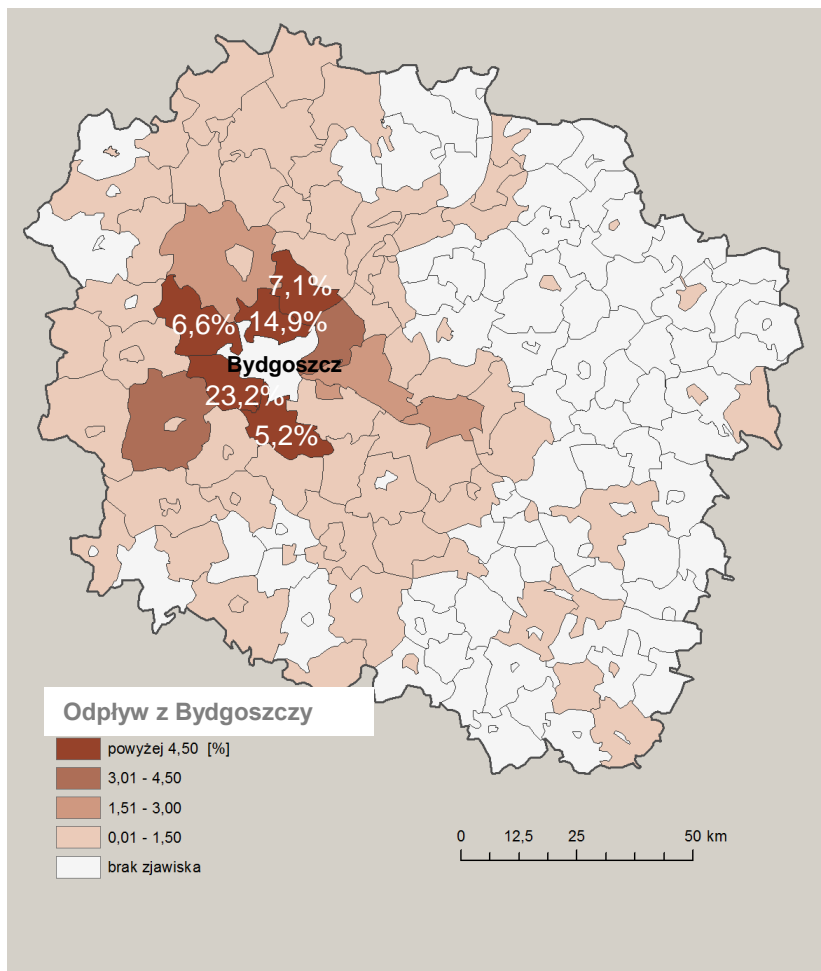 7,1%
6,6% 14,9%
Bydgoszcz
23,2%
5,2%
Odpływ z Bydgoszczy
powyżej 4,50 [%]
3,01 - 4,50
1,51 - 3,00
0,01 - 1,50
brak zjawiska
0 12,5 25 50 km